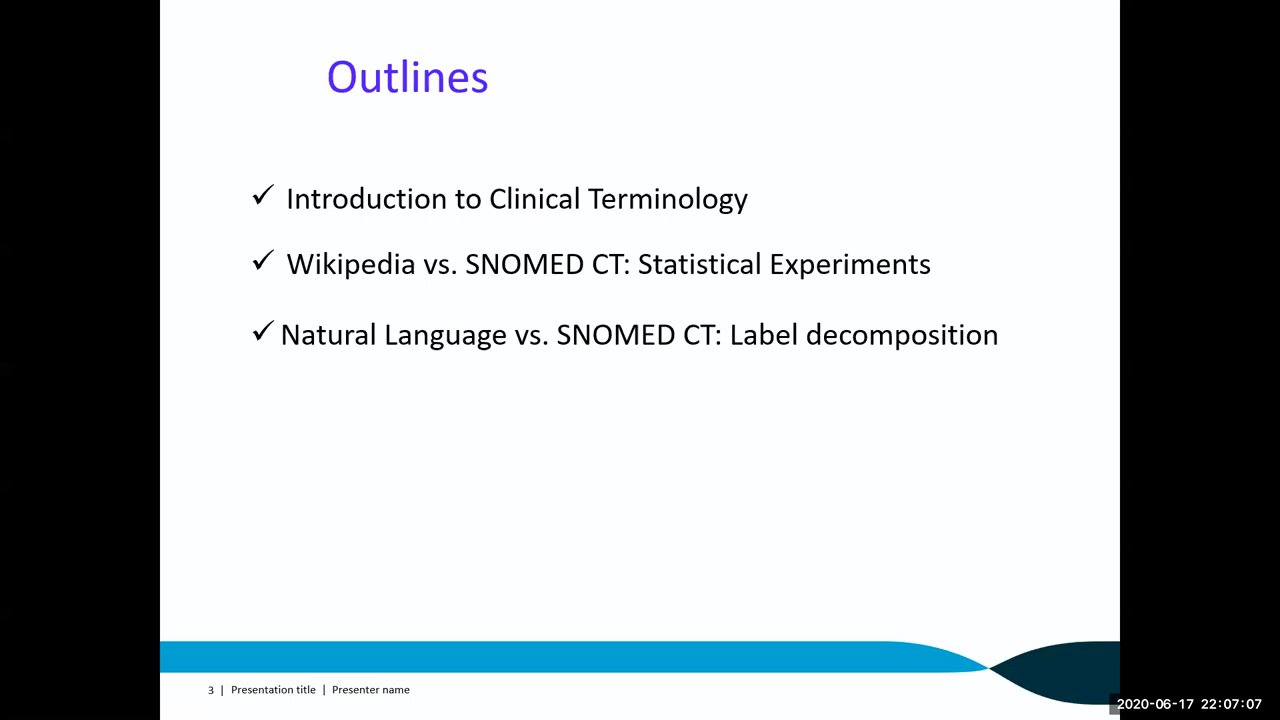 Outlines
✓ Introduction to Clinical Terminology
✓ Wikipedia vs. SNOMED CT: Statistical Experiments
✓ Natural Language vs. SNOMED CT: Label decomposition
3 | Presentation title | Presenter name
2020-06-17 22:07:07